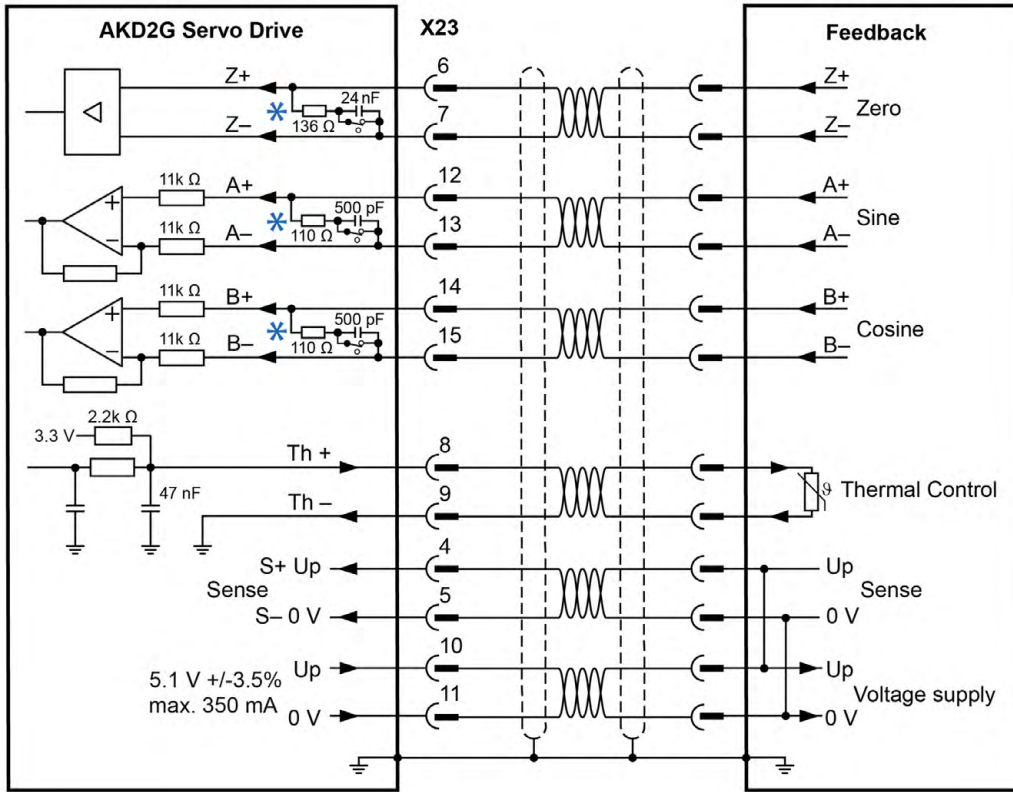 AKD2G Servo Drive
X23
Feedback
Z+
6
Z+
24 nF
Zero
*
136 Ω
7
Z–
Z–
11k Ω
A+
12
A+
500 pF
Sine
*
110 Ω
13
11k Ω
A–
A–
11k Ω
B+
14
B+
500 pF
Cosine
*
110 Ω
15
11k Ω
B–
B–
2.2k Ω
3.3 V
Th +
8
47 nF
ϑ Thermal Control
Th –
9
S+ Up
4
Up
Sense
Sense
S– 0 V
5
0 V
Up
10
Up
5.1 V +/-3.5%
max. 350 mA
Voltage supply
0 V
11
0 V